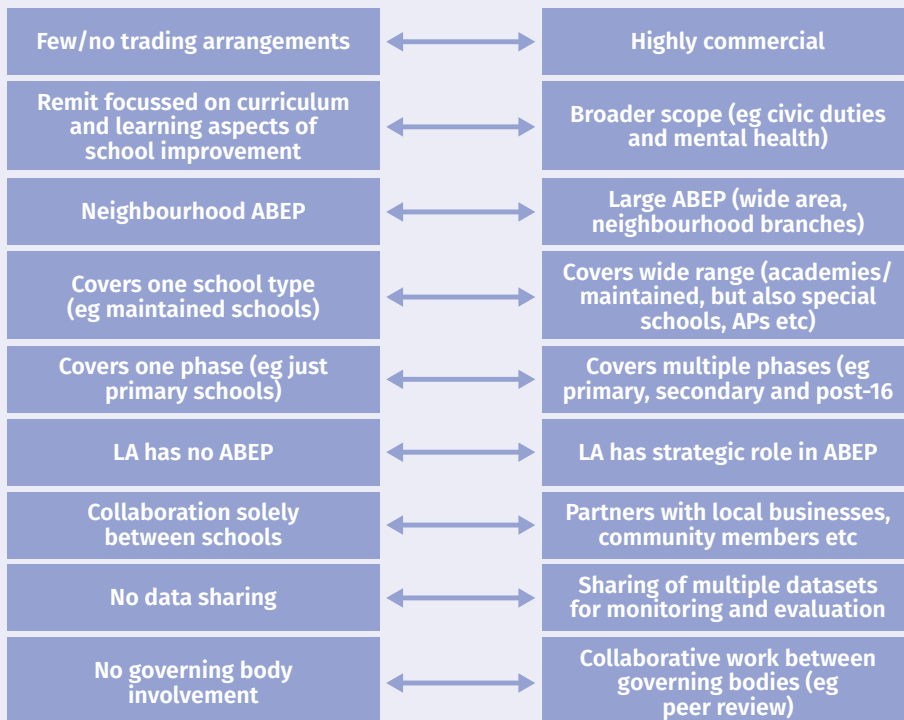 Few/no trading arrangements
Highly commercial
Remit focussed on curriculum
and learning aspects of
school improvement
Broader scope (eg civic duties
and mental health)
Neighbourhood ABEP
Large ABEP (wide area,
neighbourhood branches)
Covers one school type
(eg maintained schools)
Covers wide range (academies/
maintained, but also special
schools, APs etc)
Covers one phase (eg just
primary schools)
Covers multiple phases (eg
primary, secondary and post-16
LA has no ABEP
LA has strategic role in ABEP
Collaboration solely
between schools
Partners with local businesses,
community members etc
No data sharing
Sharing of multiple datasets
for monitoring and evaluation
No governing body
involvement
Collaborative work between
governing bodies (eg
peer review)